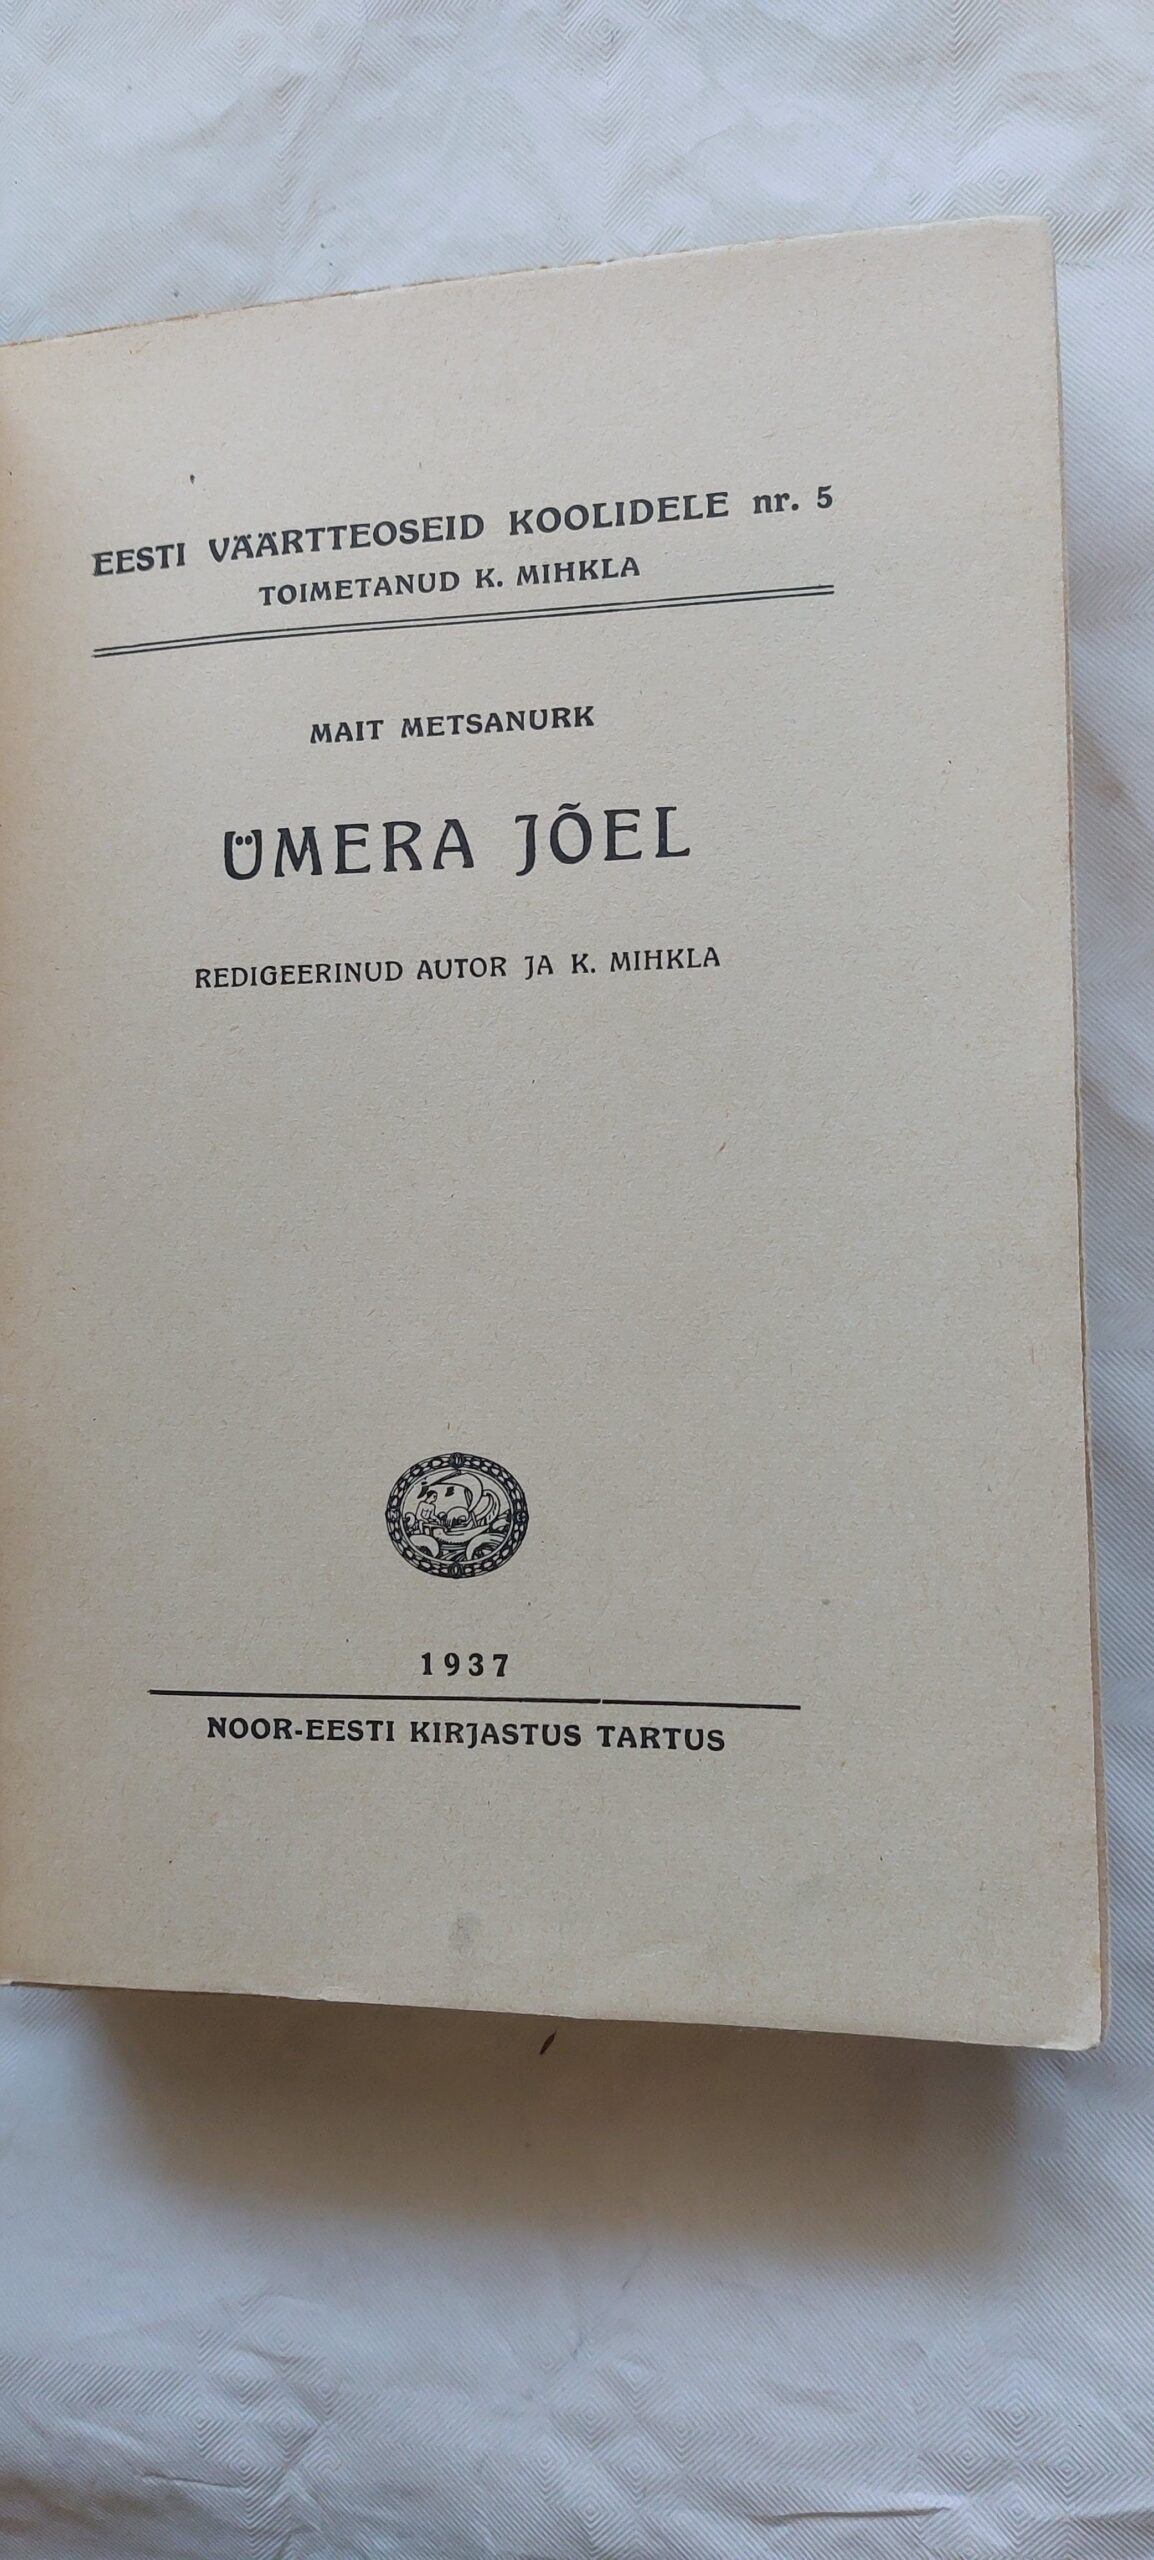 EESTI VÄÄRTTEOSEID KOOLIDELE nr. 5
TOIMETANUD K. MIHKLA
MAIT METSANURK
ÜMERA JÕEL
REDIGEERINUD AUTOR JA K. MIHKLA
1937
NOOR-EESTI KIRJASTUS TARTUS